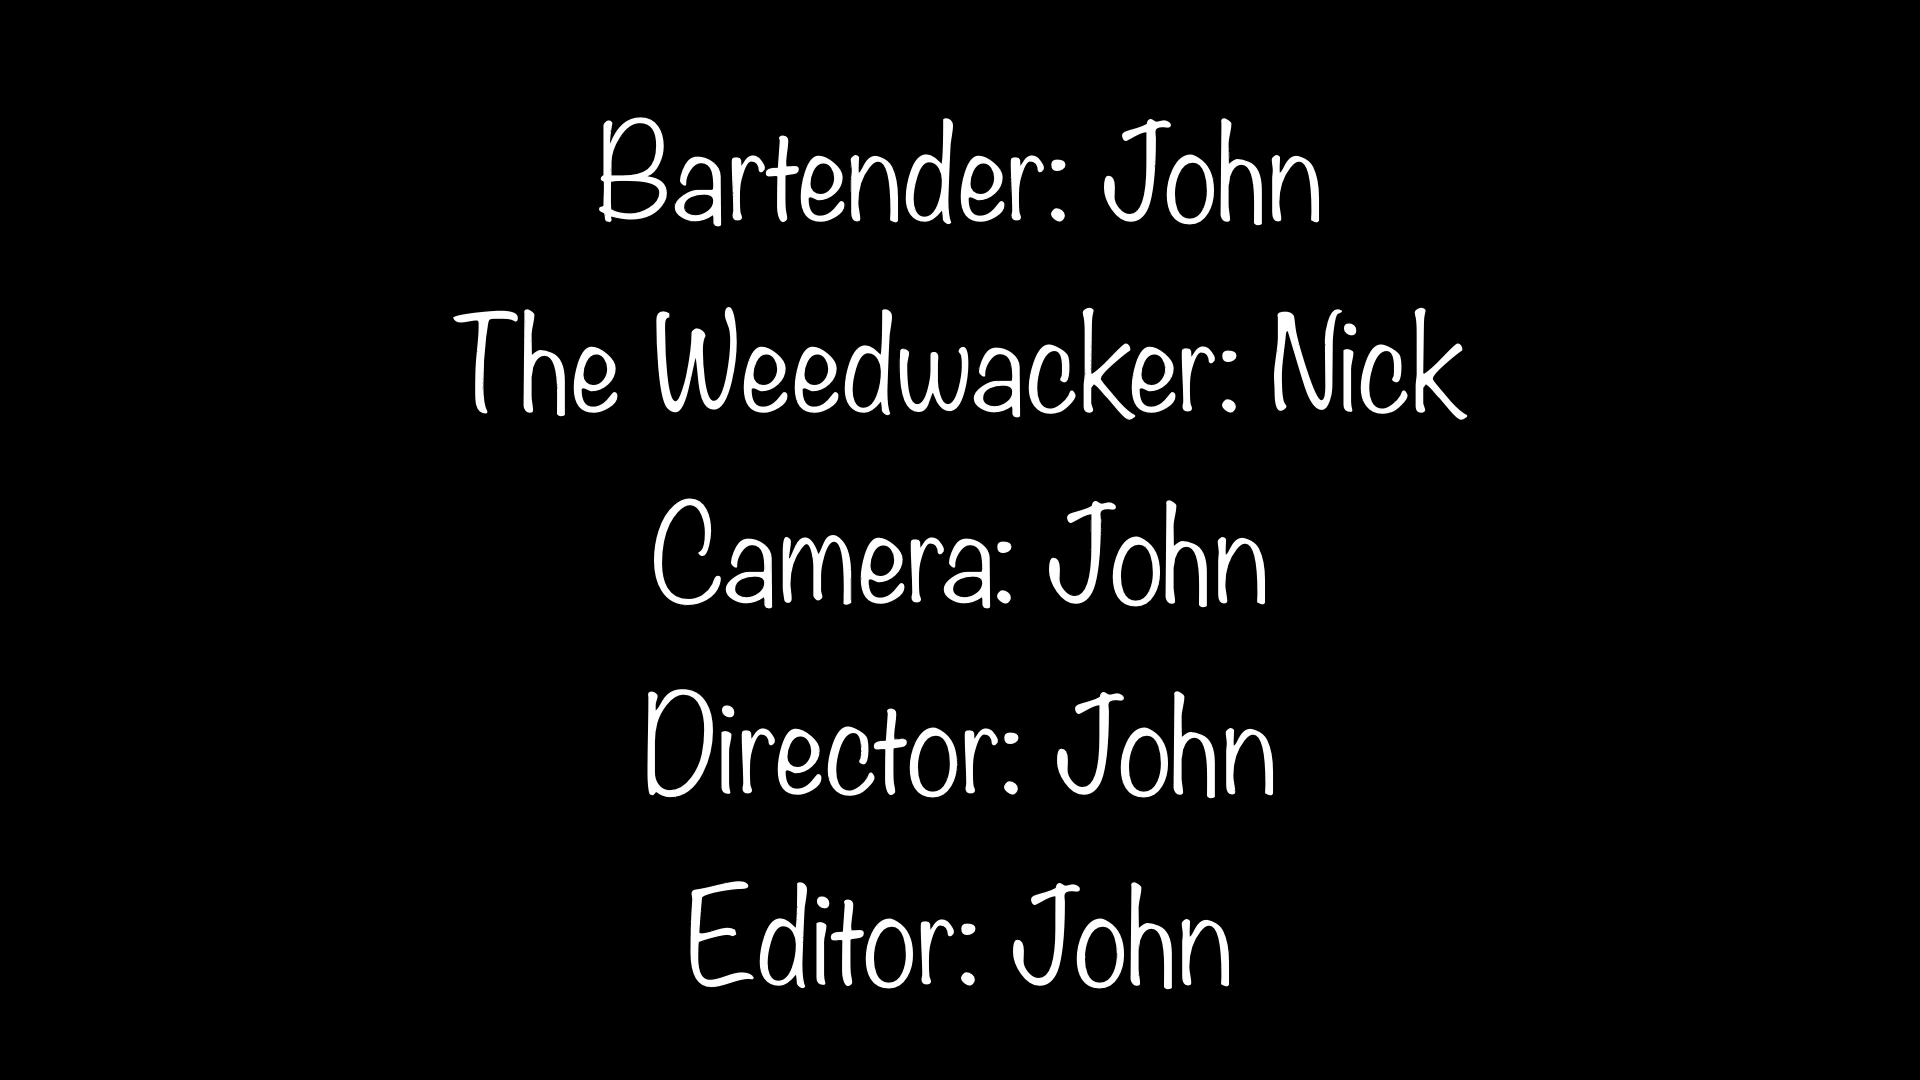 Bartender: John
The Weedwacker: Nick
Camera: John
Director: John
Editor: John